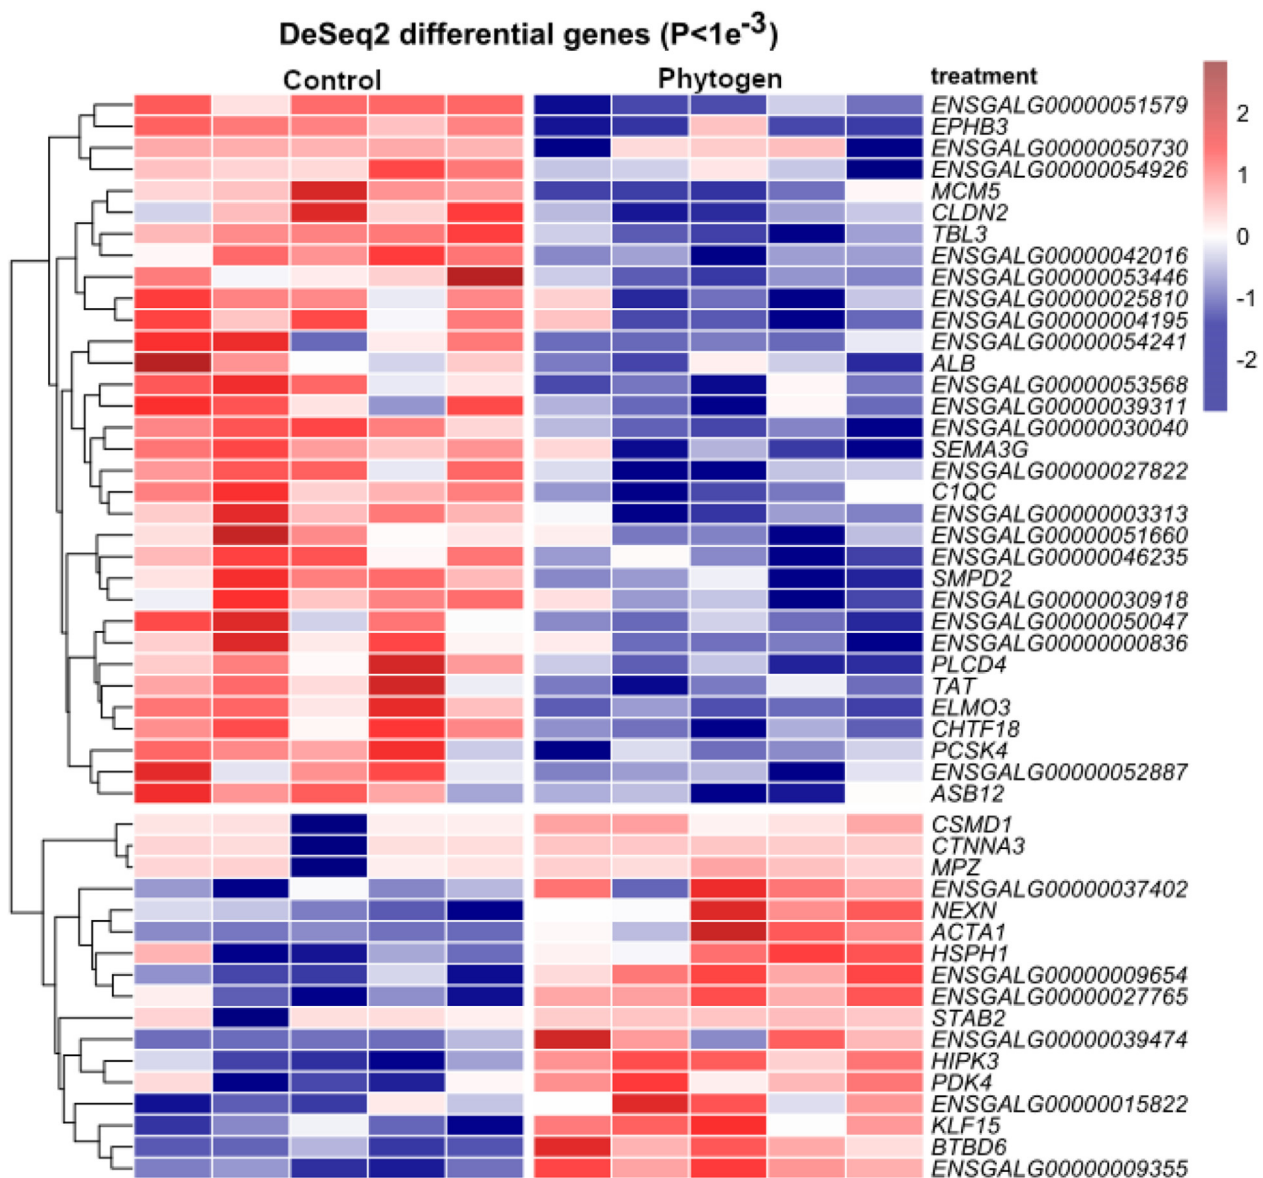 DeSeq2 differential genes (P<1e-3)
Control Phytogen treatment
ENSGALG00000051579
EPHB3
ENSGALG00000050730
ENSGALG00000054926
MCM5
CLDN2
TBL3
ENSGALG00000042016
ENSGALG00000053446
ENSGALG00000025810
ENSGALG00000004195
ENSGALG00000054241
ALB
ENSGALG00000053568
ENSGALG00000039311
ENSGALG00000030040
SEMA3G
ENSGALG00000027822
C1QC
ENSGALG00000003313
ENSGALG00000051660
ENSGALG00000046235
SMPD2
ENSGALG00000030918
ENSGALG00000050047
ENSGALG00000000836
PLCD4
TAT
ELMO3
CHTF18
PCSK4
ENSGALG00000052887
ASB12
CSMD1
CTNNA3
MPZ
ENSGALG00000037402
NEXN
ACTA1
HSPH1
ENSGALG00000009654
ENSGALG00000027765
STAB2
ENSGALG00000039474
HIPK3
PDK4
ENSGALG00000015822
KLF15
BTBD6
ENSGALG00000009355
2
1
0
-1
-2